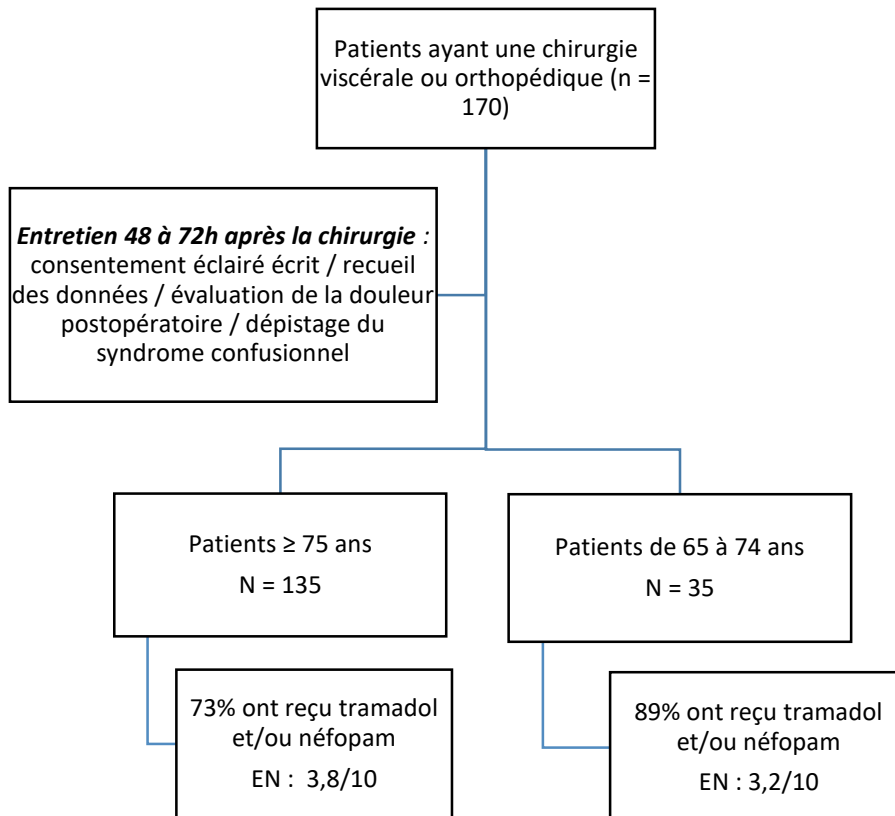 Patients ayant une chirurgie
viscérale ou orthopédique (n =
170)
Entretien 48 à 72h après la chirurgie :
consentement éclairé écrit / recueil
des données / évaluation de la douleur
postopératoire / dépistage du
syndrome confusionnel
Patients ≥ 75 ans
N = 135
Patients de 65 à 74 ans
N = 35
73% ont reçu tramadol
et/ou néfopam
EN :  3,8/10
89% ont reçu tramadol
et/ou néfopam
EN : 3,2/10